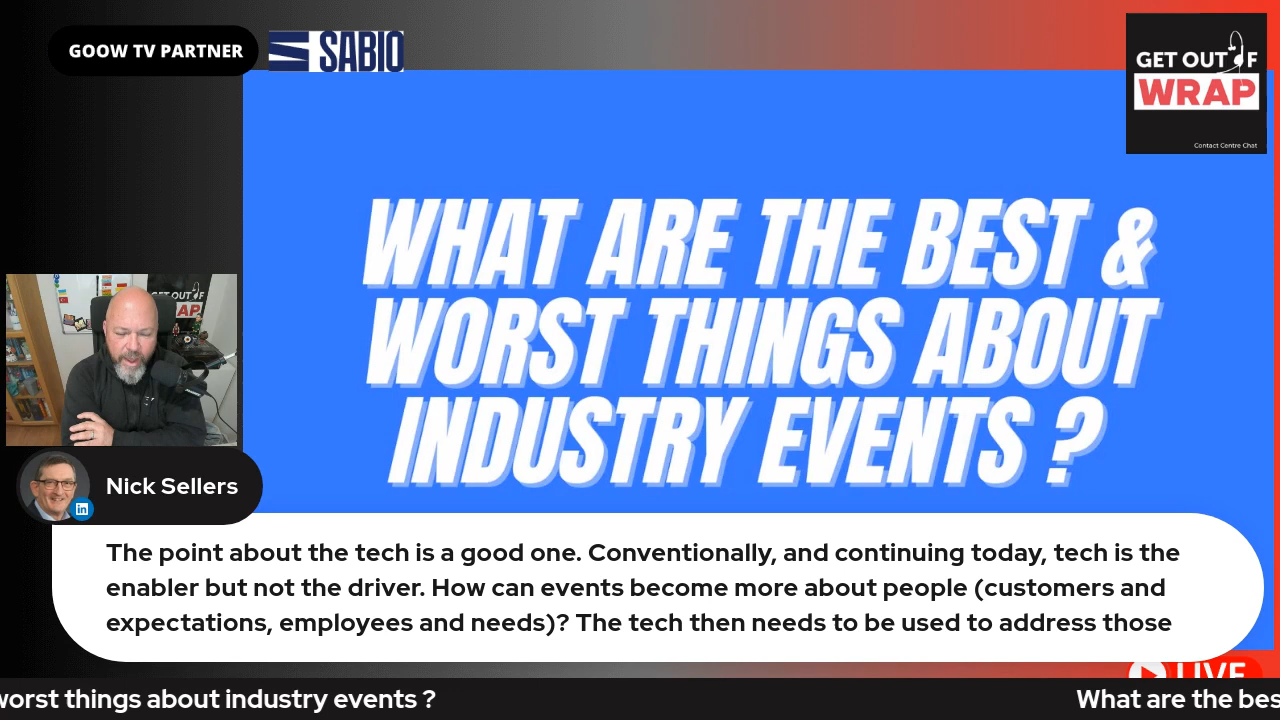 GOOW TV PARTNER
SABIO
GET OUT OF
WRAP
Contact Centre Chat
WHAT ARE THE BEST &
WORST THINGS ABOUT
INDUSTRY EVENTS ?
GET OUT OF
Nick Sellers
The point about the tech is a good one. Conventionally, and continuing today, tech is the
enabler but not the driver. How can events become more about people (customers and
expectations, employees and needs)? The tech then needs to be used to address those
LIVE
worst things about industry events ?
What are the bes